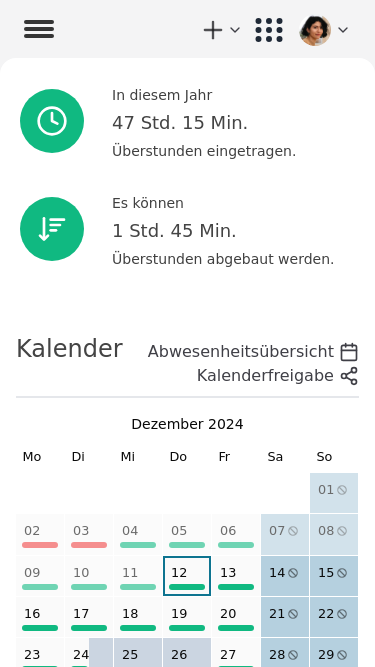 In diesem Jahr
47 Std. 15 Min.
Überstunden eingetragen.
Es können
1 Std. 45 Min.
Überstunden abgebaut werden.
Kalender
Abwesenheitsübersicht
Kalenderfreigabe
Dezember 2024
Mo Di Mi Do Fr Sa So
01
02 03 04 05 06 07 08
09 10 11 12 13 14 15
16 17 18 19 20 21 22
23 24 25 26 27 28 29